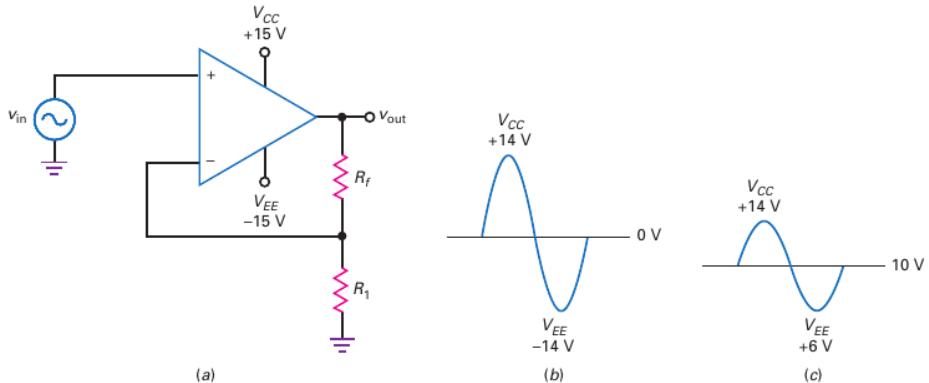 V_CC
+15 V
v_in
+
−
v_out
R_f
V_EE
−15 V
R_1
(a)
V_CC
+14 V
0 V
V_EE
−14 V
(b)
V_CC
+14 V
10 V
V_EE
+6 V
(c)